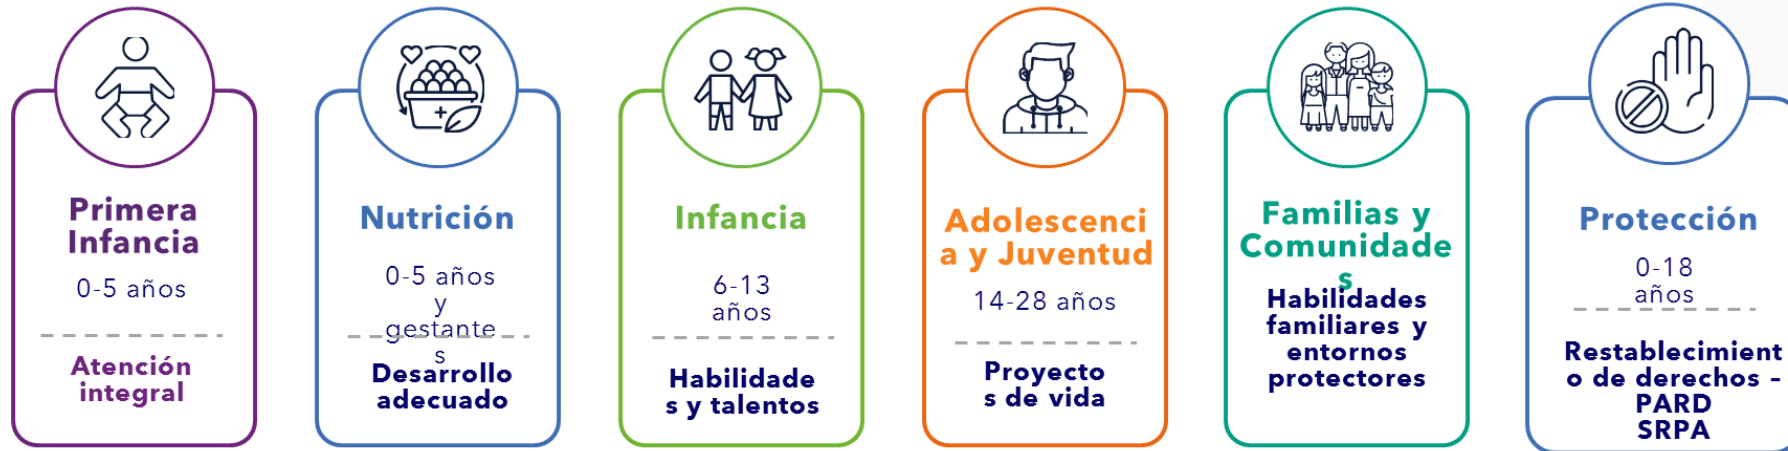 Primera
Infancia
0-5 años
Atención
integral
Nutrición
0-5 años
y
gestante
s
Desarrollo
adecuado
Infancia
6-13
años
Habilidade
s y talentos
Adolescenci
a y Juventud
14-28 años
Proyecto
s de vida
Familias y
Comunidade
s
Habilidades
familiares y
entornos
protectores
Protección
0-18
años
Restablecimient
o de derechos –
PARD
SRPA